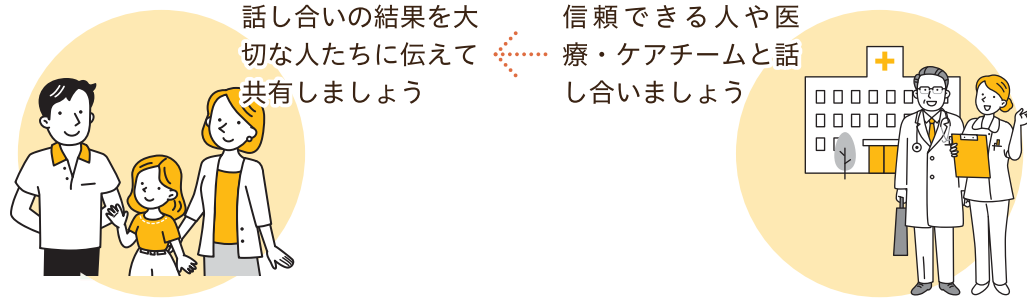 話し合いの結果を大
切な人たちに伝えて
共有しましょう
信頼できる人や医
療・ケアチームと話
し合いましょう